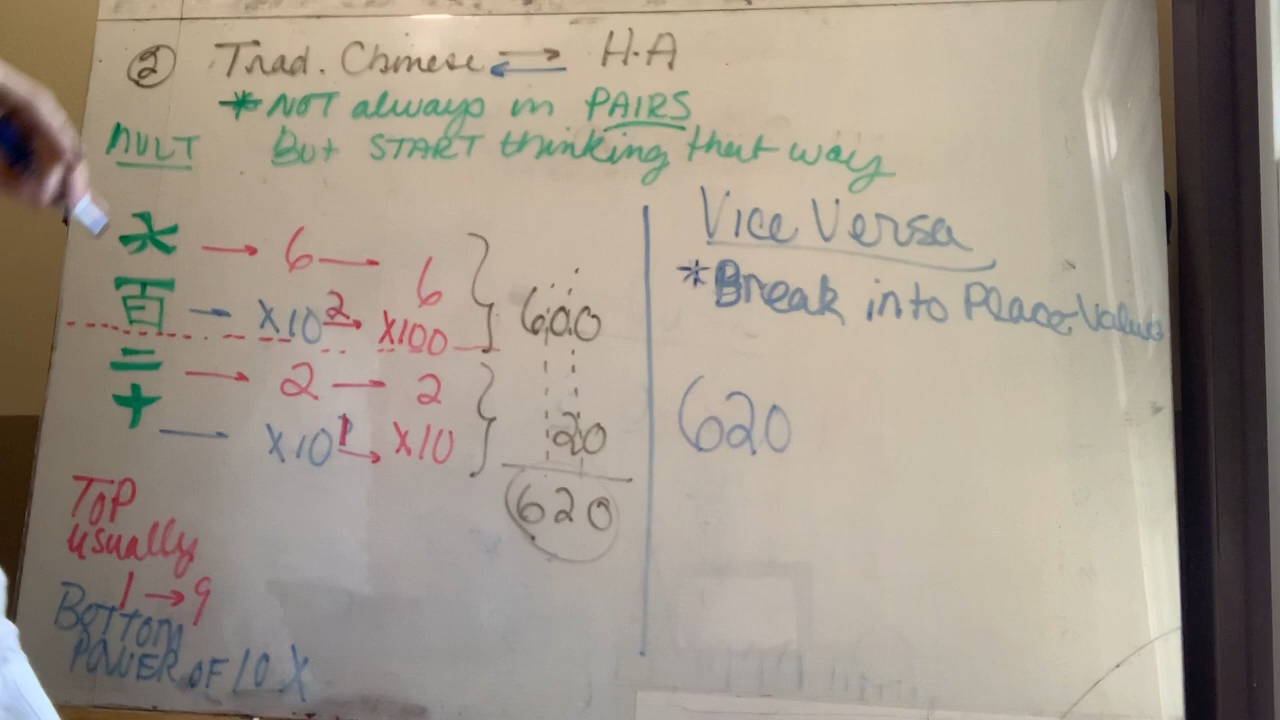 ② Trad. Chinese ⇄ H.A
* NOT always in PAIRS
MULT But START thinking that way
六 → 6 → 6
百 → X10² → X100 } 600
二 → 2 → 2
十 — X10¹ → X10 } 20
620
TOP
usually
1 → 9
Bottom
POWER OF 10 X
Vice Versa
* Break into Place Values
620